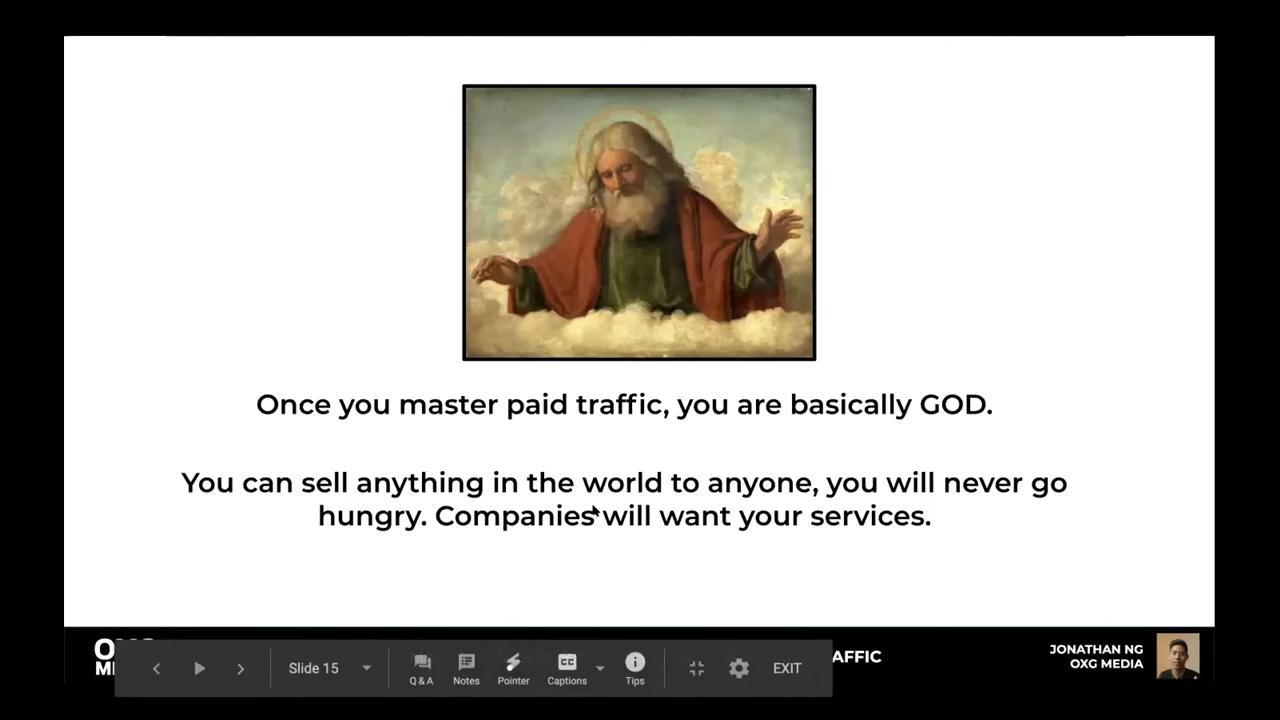 Once you master paid traffic, you are basically GOD.
You can sell anything in the world to anyone, you will never go
hungry. Companies will want your services.
AFFIC
JONATHAN NG
OXG MEDIA
Slide 15
Q & A
Notes
Pointer
CC
Captions
Tips
EXIT